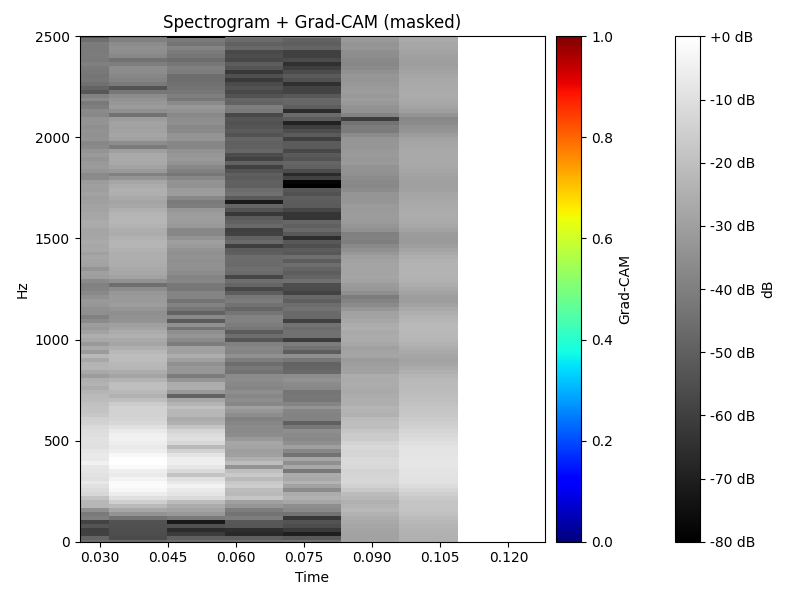 Spectrogram + Grad-CAM (masked)
2500
2000
1500
1000
500
0
Hz
0.030
0.045
0.060
0.075
0.090
0.105
0.120
Time
1.0
0.8
0.6
0.4
0.2
0.0
Grad-CAM
+0 dB
-10 dB
-20 dB
-30 dB
-40 dB
-50 dB
-60 dB
-70 dB
-80 dB
dB